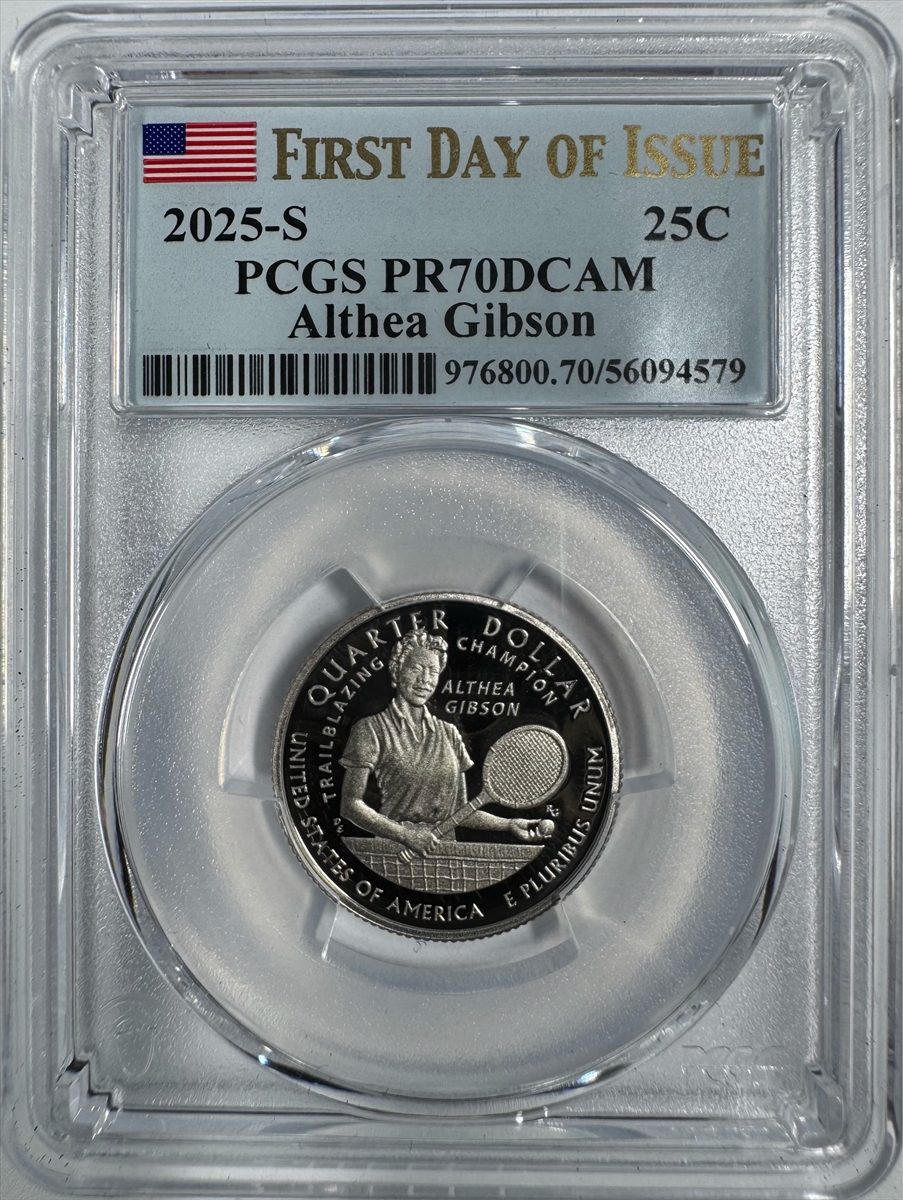 FIRST DAY OF ISSUE
2025-S 25C
PCGS PR70DCAM
Althea Gibson
976800.70/56094579
QUARTER DOLLAR
TRAILBLAZING CHAMPION
ALTHEA
GIBSON
UNITED STATES OF AMERICA
E PLURIBUS UNUM
PCGS